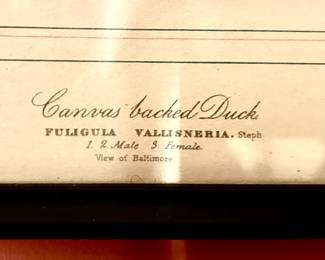 Canvas backed Duck.
FULIGULA VALLISNERIA. Steph
1. 2. Male 3. Female.
View of Baltimore